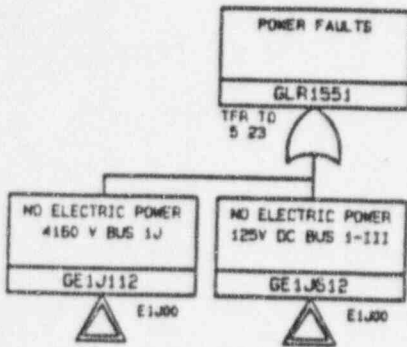 POWER FAULTS
GLR1551
TFR TO
5 23
NO ELECTRIC POWER
4160 V BUS 1J
GE1J112
E1J00
NO ELECTRIC POWER
125V DC BUS 1-III
GE1J612
E1J00